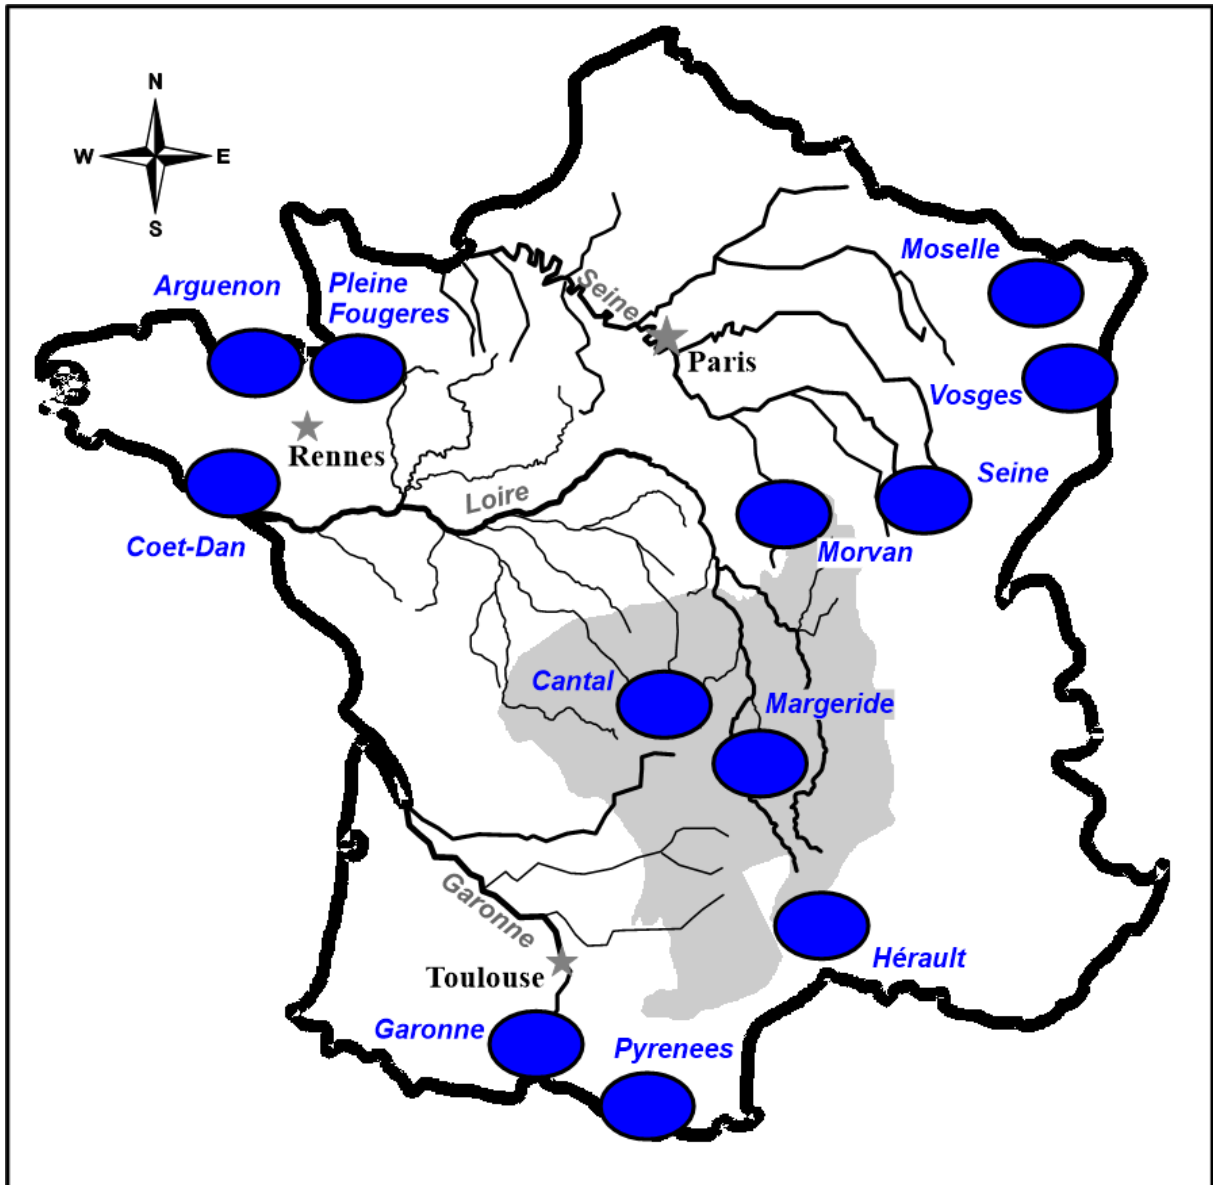 N
W E
S
Moselle
Arguenon
Pleine
Fougeres
Seine
Paris
Vosges
Rennes
Loire
Seine
Coet-Dan
Morvan
Cantal
Margeride
Garonne
Hérault
Toulouse
Garonne
Pyrenees